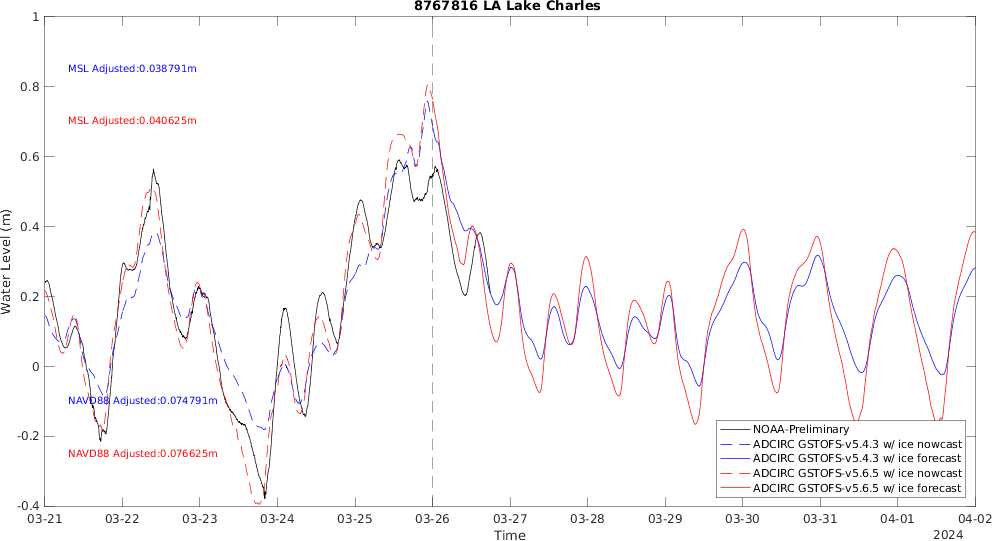 8767816 LA Lake Charles
1
0.8
0.6
0.4
0.2
0
-0.2
-0.4
Water Level (m)
MSL Adjusted:0.038791m
MSL Adjusted:0.040625m
NAVD88 Adjusted:0.074791m
NAVD88 Adjusted:0.076625m
NOAA-Preliminary
ADCIRC GSTOFS-v5.4.3 w/ ice nowcast
ADCIRC GSTOFS-v5.4.3 w/ ice forecast
ADCIRC GSTOFS-v5.6.5 w/ ice nowcast
ADCIRC GSTOFS-v5.6.5 w/ ice forecast
03-21 03-22 03-23 03-24 03-25 03-26 03-27 03-28 03-29 03-30 03-31 04-01 04-02
Time
2024